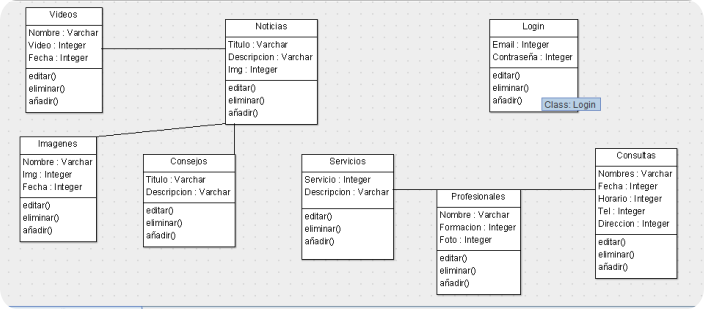 Videos
Nombre : Varchar
Video : Integer
Fecha : Integer
editar()
eliminar()
añadir()
Noticias
Titulo : Varchar
Descripcion : Varchar
Img : Integer
editar()
eliminar()
añadir()
Login
Email : Integer
Contraseña : Integer
editar()
eliminar()
añadir()
Class: Login
Imagenes
Nombre : Varchar
Img : Integer
Fecha : Integer
editar()
eliminar()
añadir()
Consejos
Titulo : Varchar
Descripcion : Varchar
editar()
eliminar()
añadir()
Servicios
Servicio : Integer
Descripcion : Varchar
editar()
eliminar()
añadir()
Profesionales
Nombre : Varchar
Formacion : Integer
Foto : Integer
editar()
eliminar()
añadir()
Consultas
Nombres : Varchar
Fecha : Integer
Horario : Integer
Tel : Integer
Direccion : Integer
editar()
eliminar()
añadir()